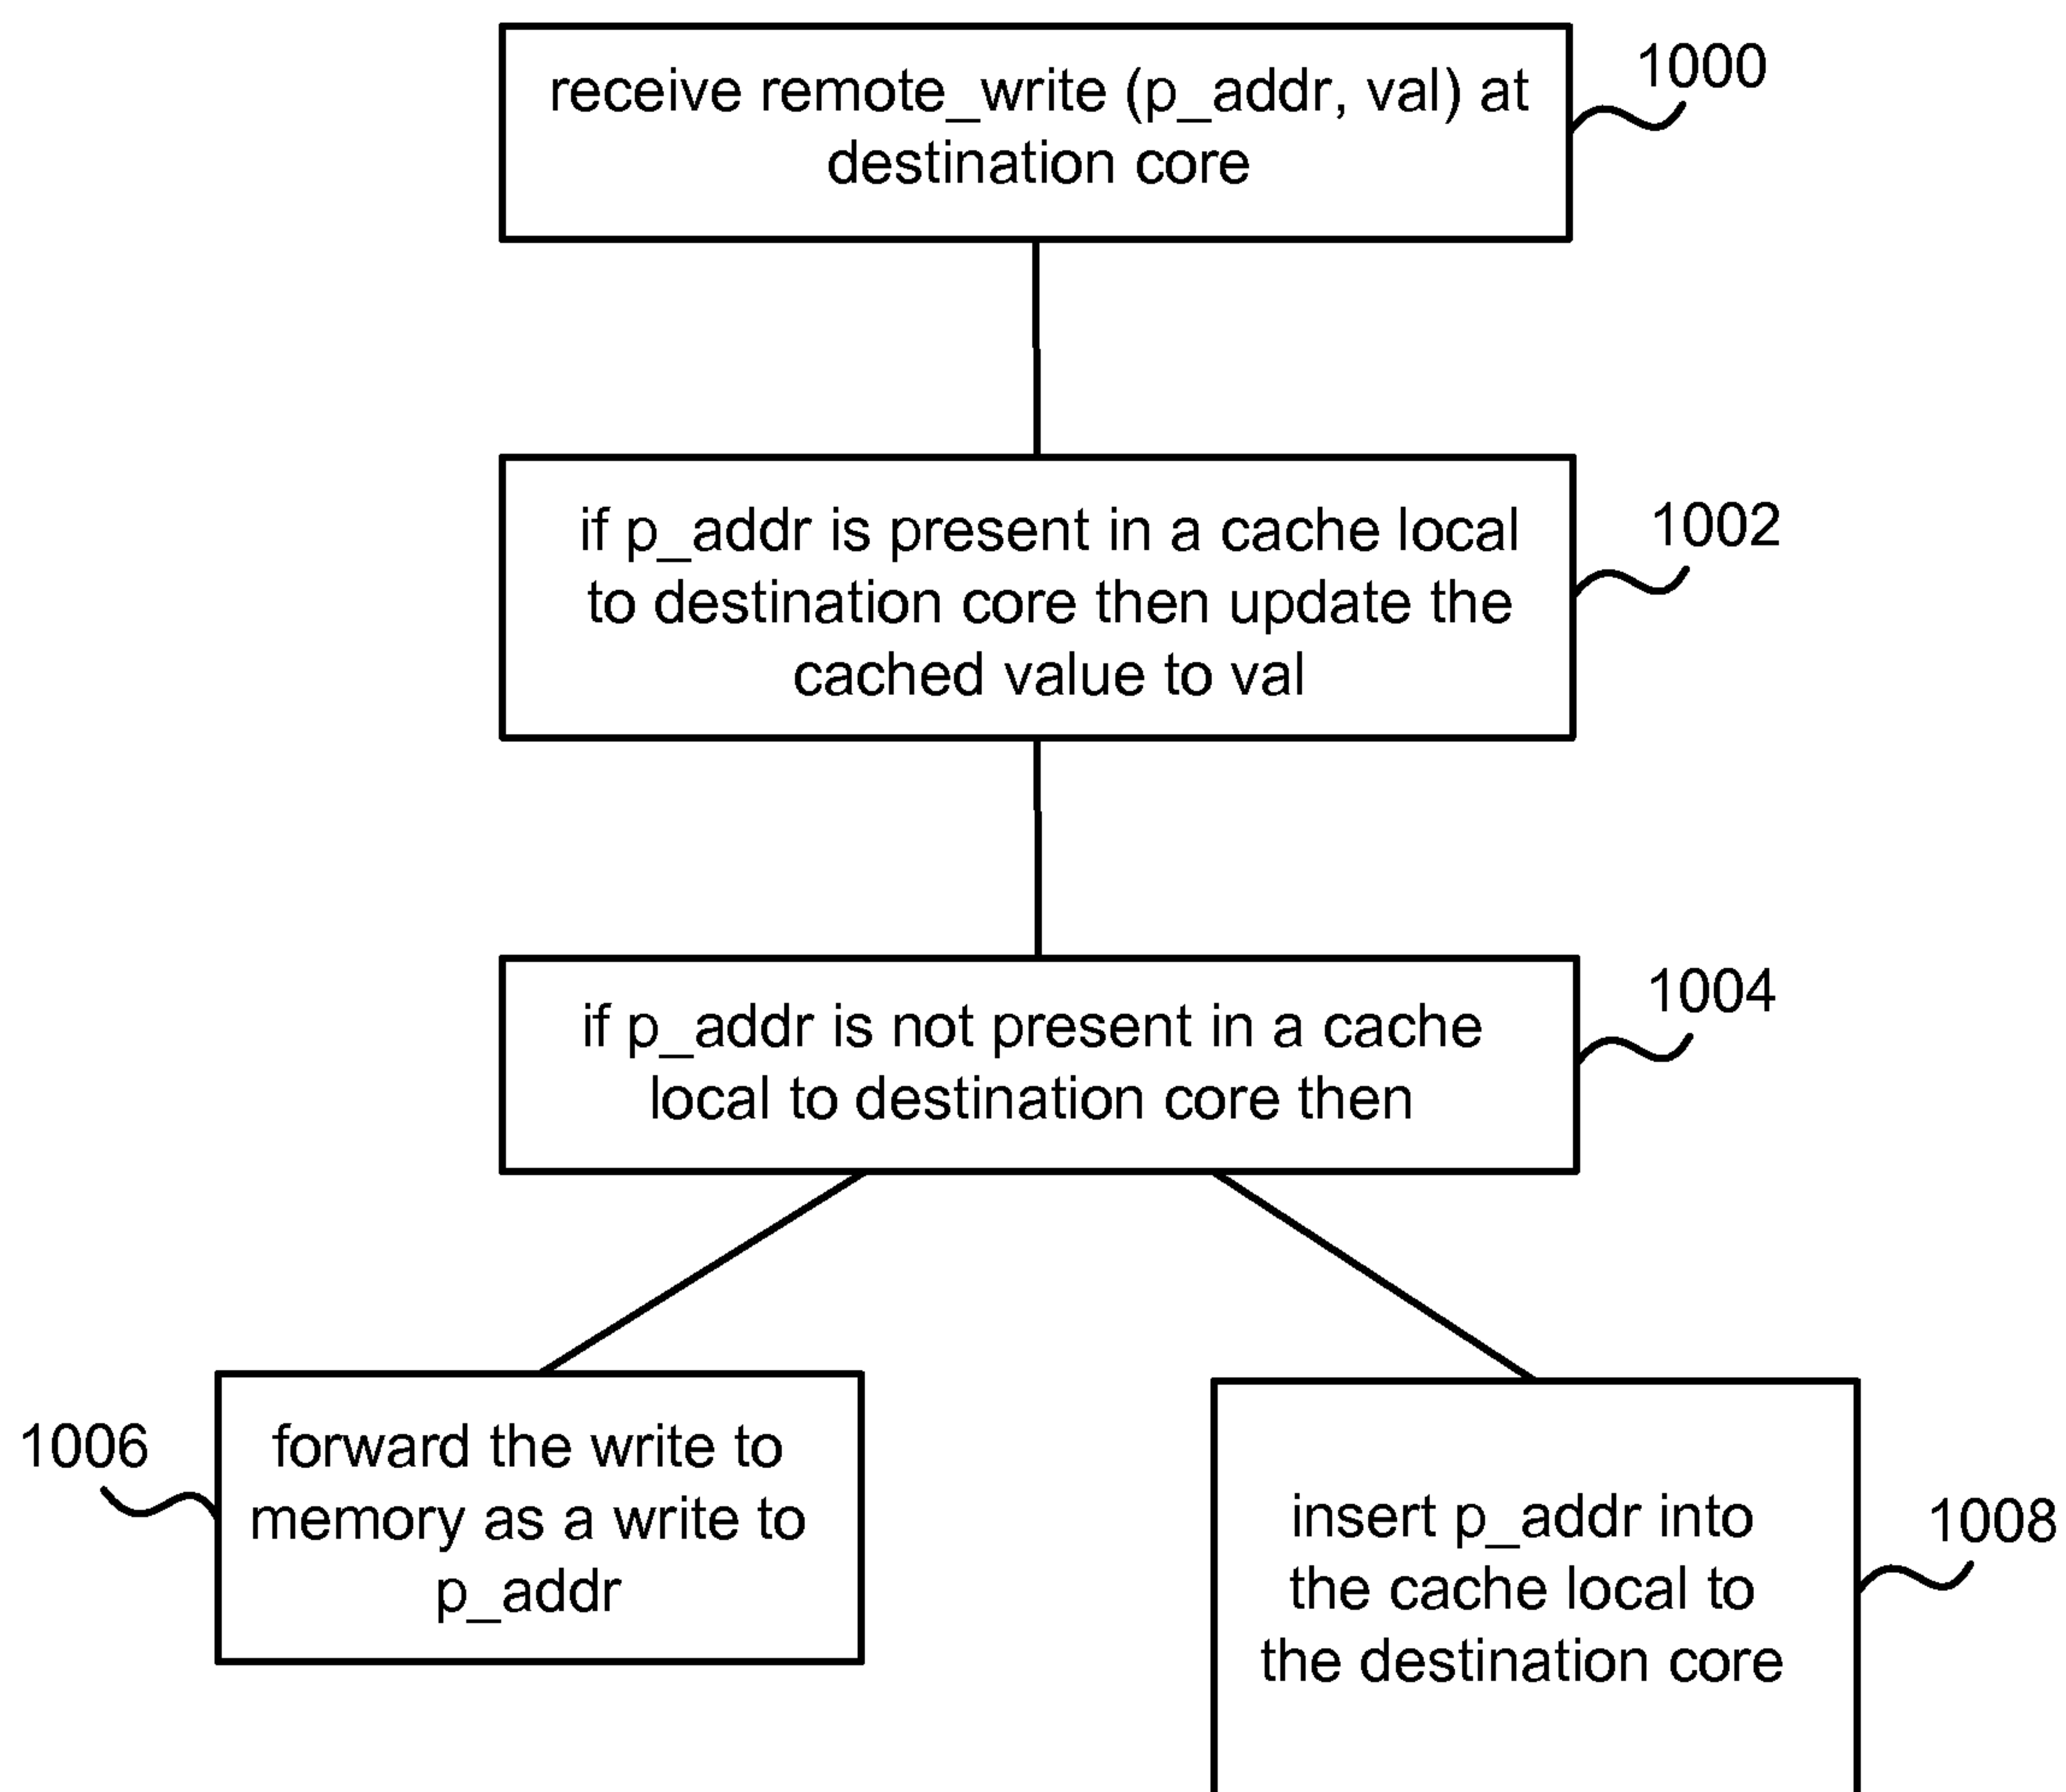 receive remote_write (p_addr, val) at
destination core
1000
if p_addr is present in a cache local
to destination core then update the
cached value to val
1002
if p_addr is not present in a cache
local to destination core then
1004
1006
forward the write to
memory as a write to
p_addr
insert p_addr into
the cache local to
the destination core
1008